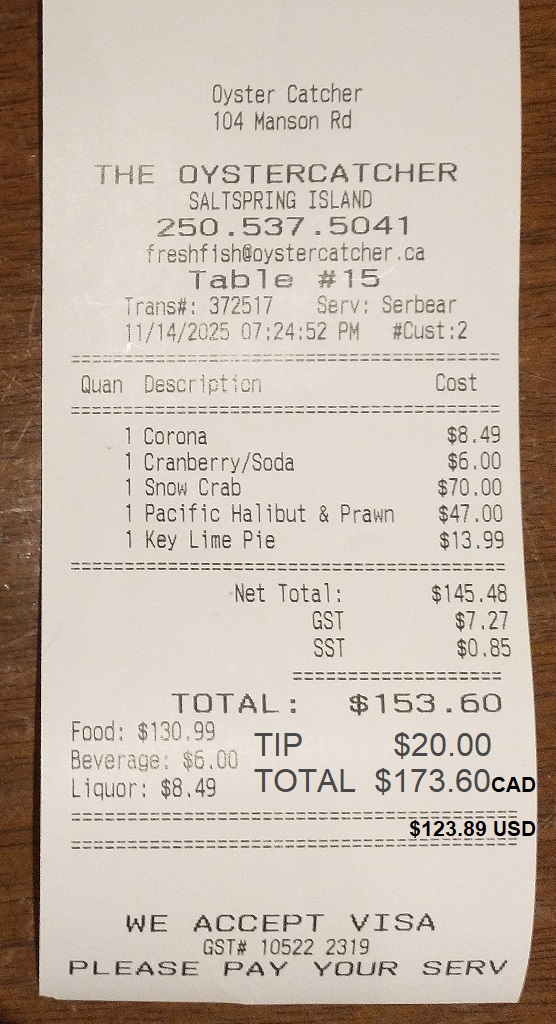 Oyster Catcher
104 Manson Rd
THE OYSTERCATCHER
SALTSPRING ISLAND
250.537.5041
freshfish@oystercatcher.ca
Table #15
Trans#: 372517 Serv: Serbear
11/14/2025 07:24:52 PM #Cust:2
Quan Description Cost
1 Corona $8.49
1 Cranberry/Soda $6.00
1 Snow Crab $70.00
1 Pacific Halibut & Prawn $47.00
1 Key Lime Pie $13.99
Net Total: $145.48
GST $7.27
SST $0.85
TOTAL: $153.60
Food: $130.99
TIP $20.00
Beverage: $6.00
Liquor: $8.49
TOTAL $173.60 CAD
$123.89 USD
WE ACCEPT VISA
GST# 10522 2319
PLEASE PAY YOUR SERV